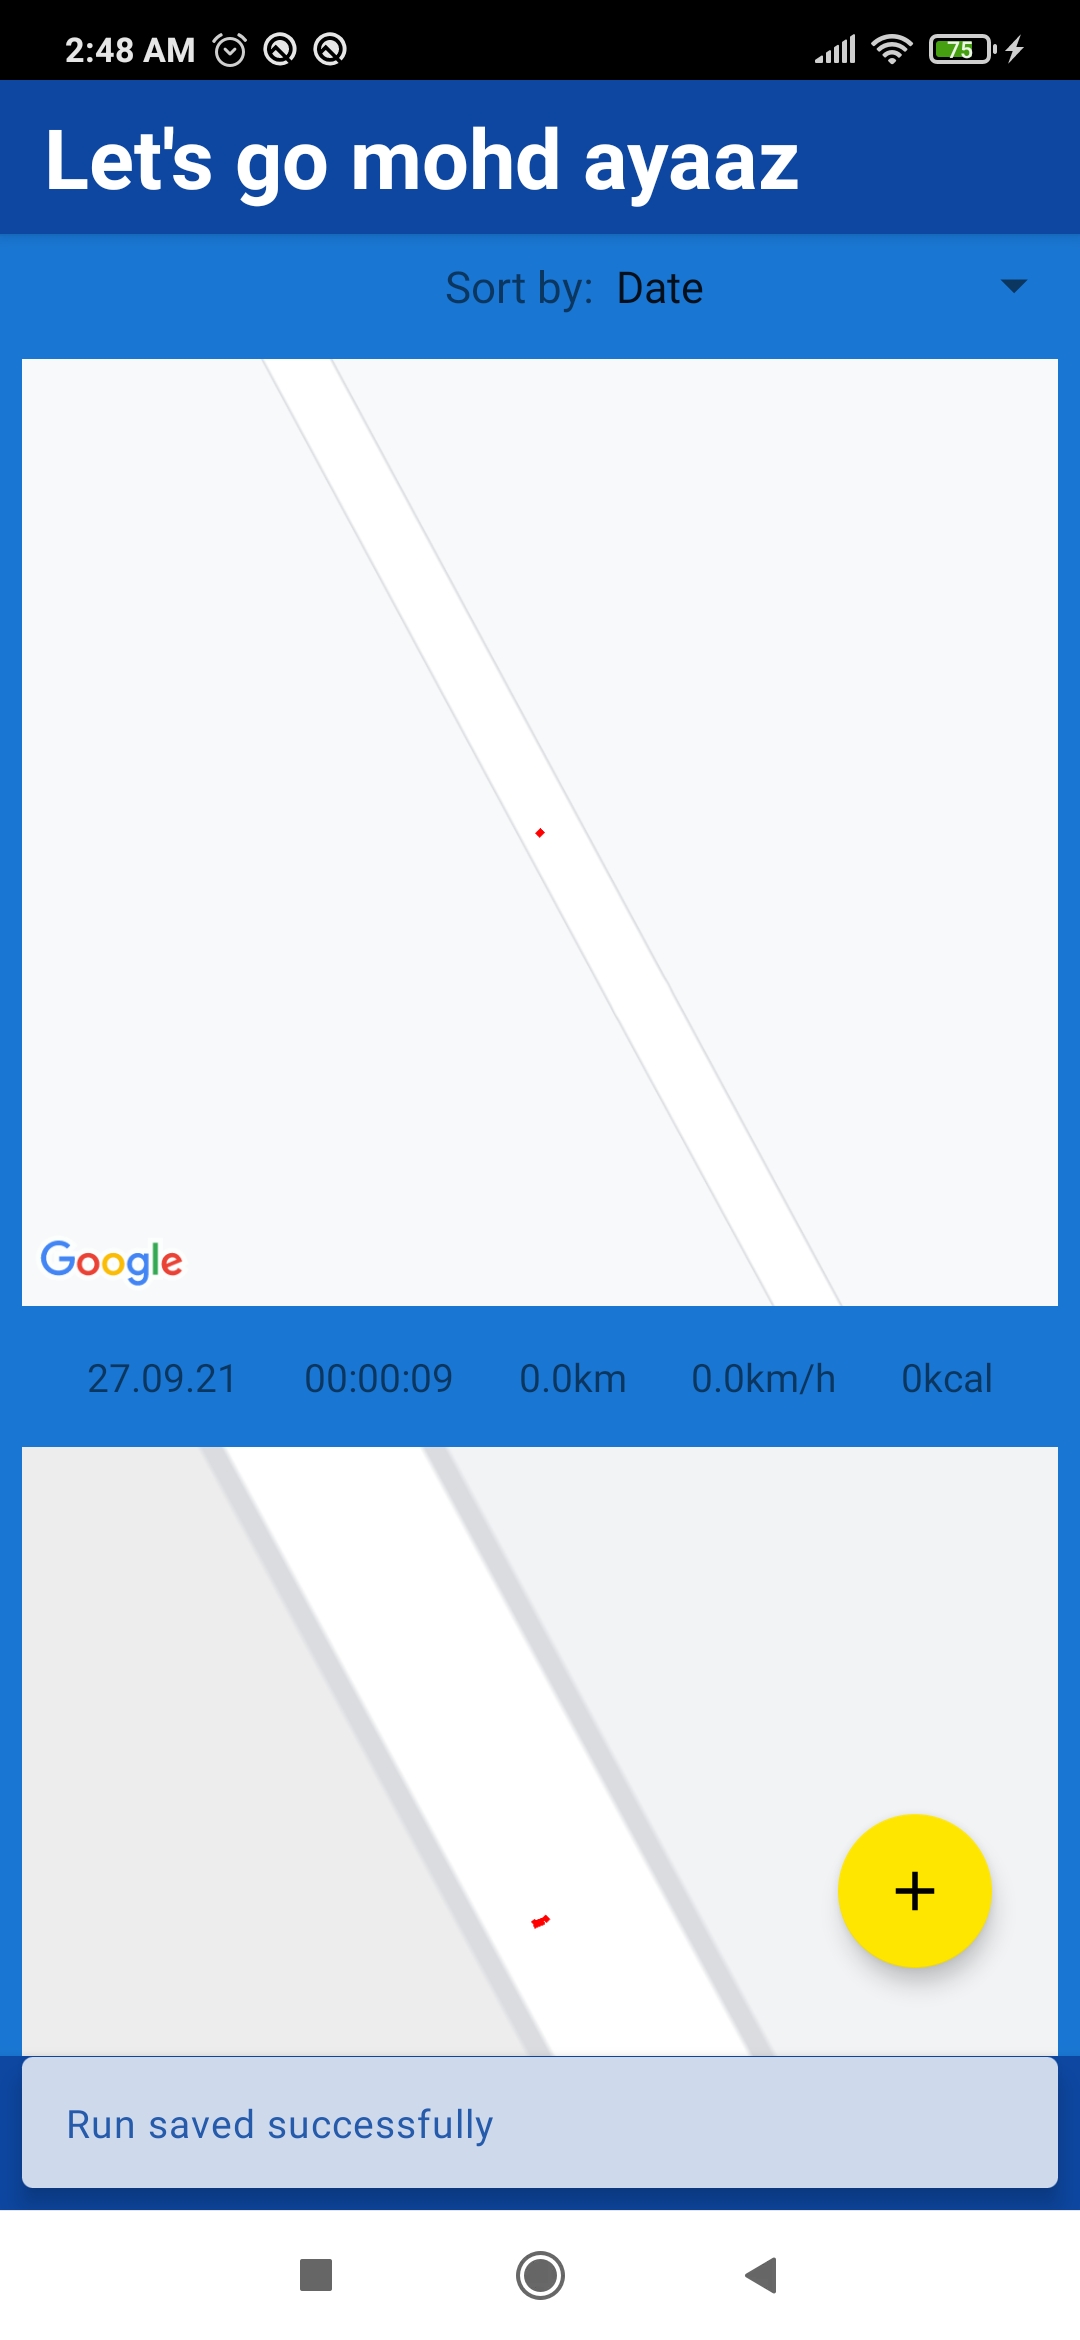 2:48 AM 75
Let's go mohd ayaaz
Sort by: Date
Google
27.09.21 00:00:09 0.0km 0.0km/h 0kcal
Run saved successfully